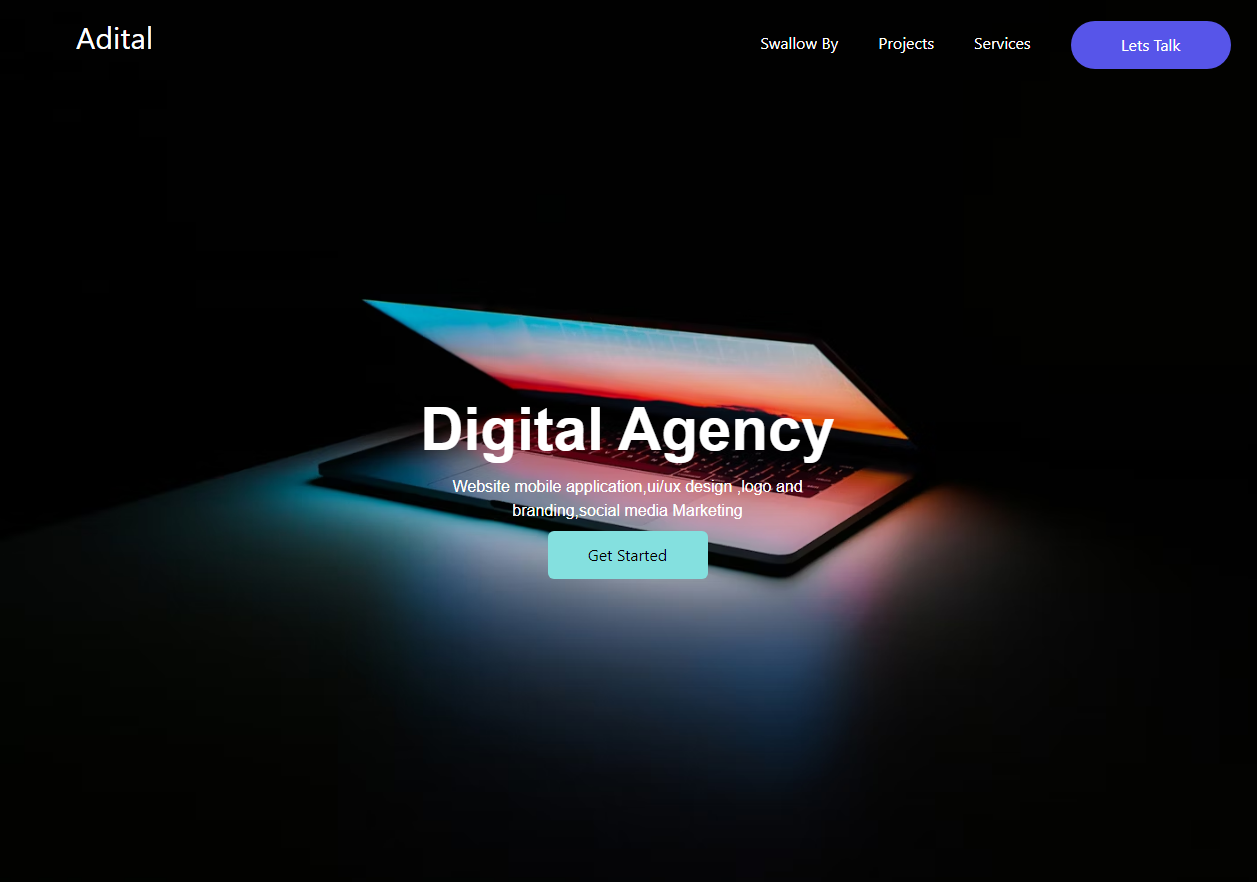 Adital
Swallow By
Projects
Services
Lets Talk
Digital Agency
Website mobile application,ui/ux design ,logo and
branding,social media Marketing
Get Started